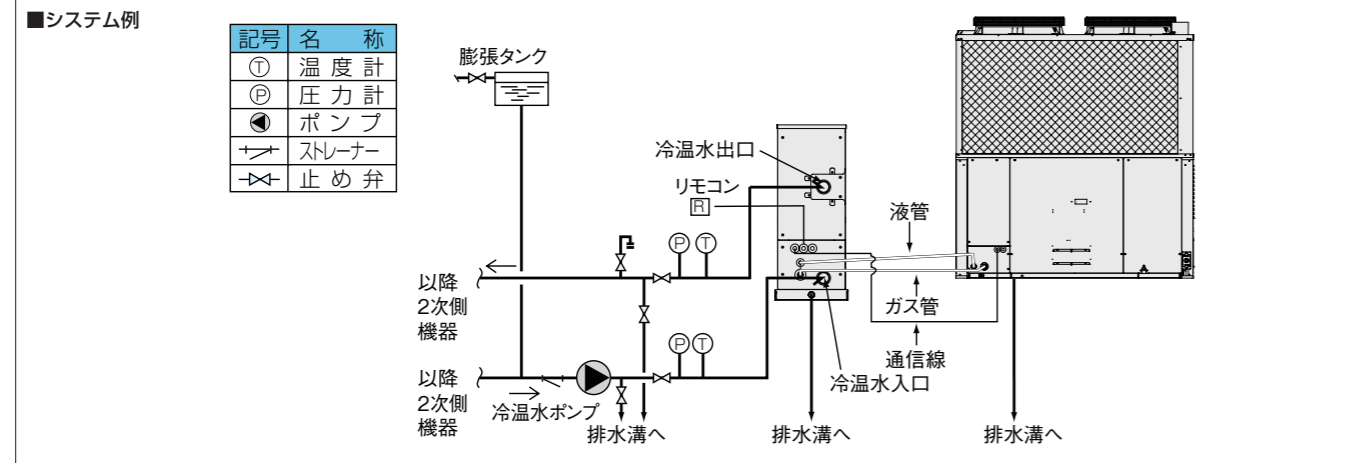 ■システム例
記号 名称
T 温度計
P 圧力計
ポンプ
ストレーナー
止め弁
膨張タンク
冷温水出口
リモコン
R
液管
P T
以降
2次側
機器
ガス管
P T
通信線
冷温水入口
以降
2次側
機器
冷温水ポンプ
排水溝へ
排水溝へ
排水溝へ